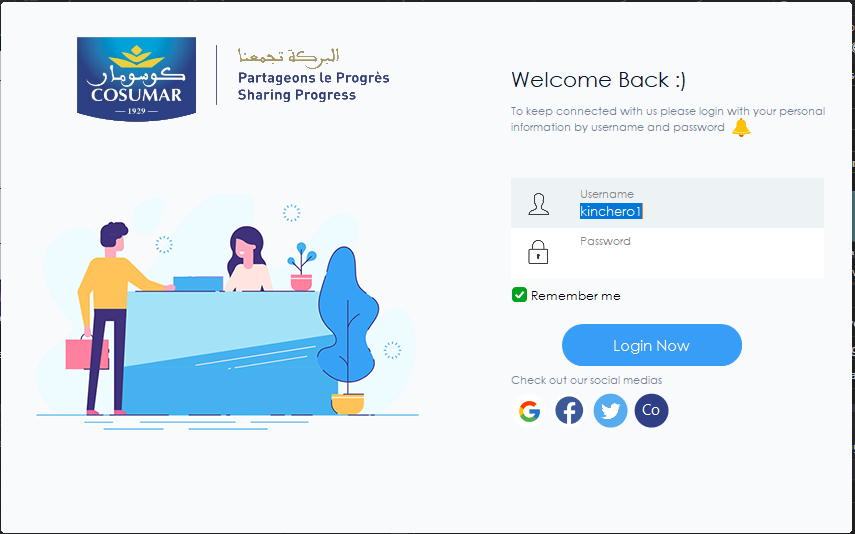 البركة تجمعنا
كوسومار
COSUMAR
1929
Partageons le Progrès
Sharing Progress
Welcome Back :)
To keep connected with us please login with your personal
information by username and password
Username
kinchero1
Password
Remember me
Login Now
Check out our social medias
G
f
Co